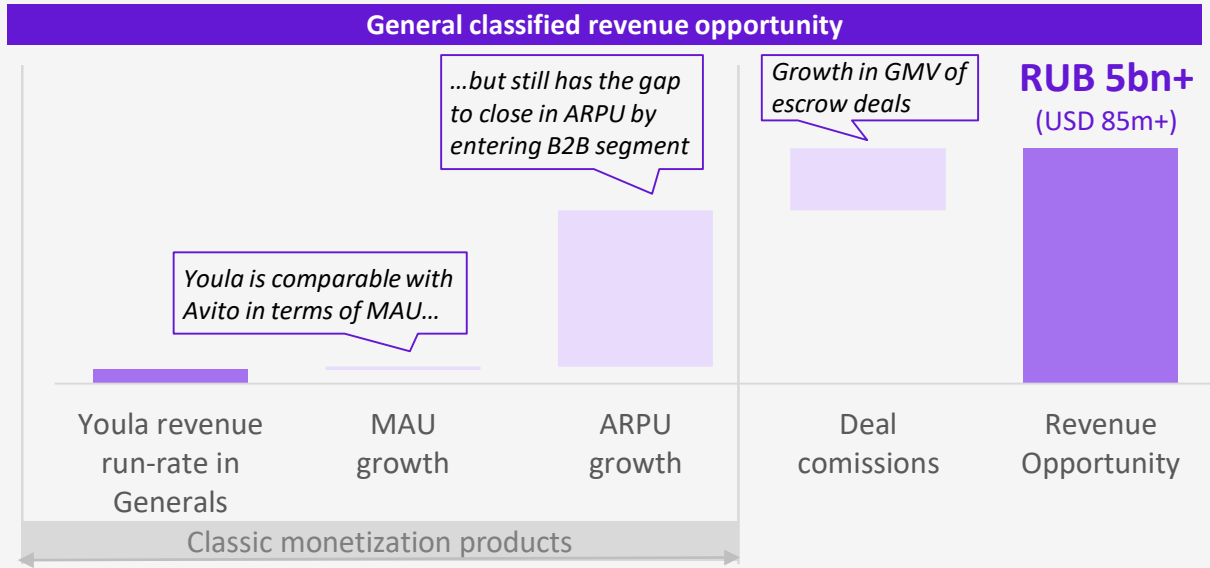 General classified revenue opportunity
…but still has the gap
to close in ARPU by
entering B2B segment
Growth in GMV of
escrow deals
RUB 5bn+
(USD 85m+)
Youla is comparable with
Avito in terms of MAU…
Youla revenue
run-rate in
Generals
MAU
growth
ARPU
growth
Deal
comissions
Revenue
Opportunity
Classic monetization products